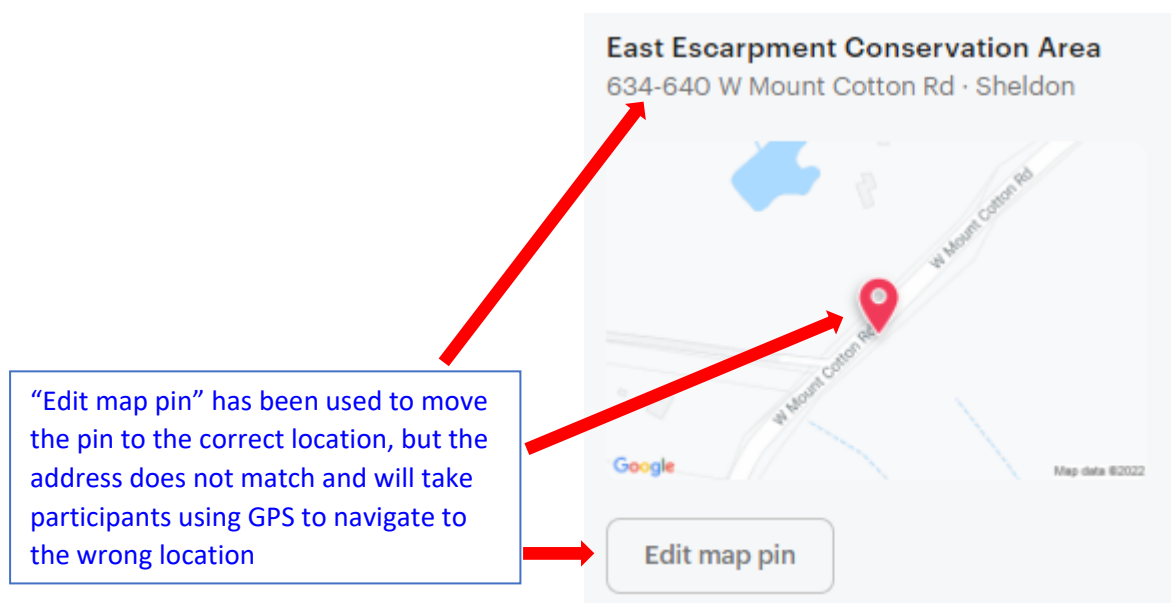 East Escarpment Conservation Area
634-640 W Mount Cotton Rd · Sheldon
W Mount Cotton Rd
W Mount Cotton Rd
Google
Map data ©2022
“Edit map pin” has been used to move
the pin to the correct location, but the
address does not match and will take
participants using GPS to navigate to
the wrong location
Edit map pin